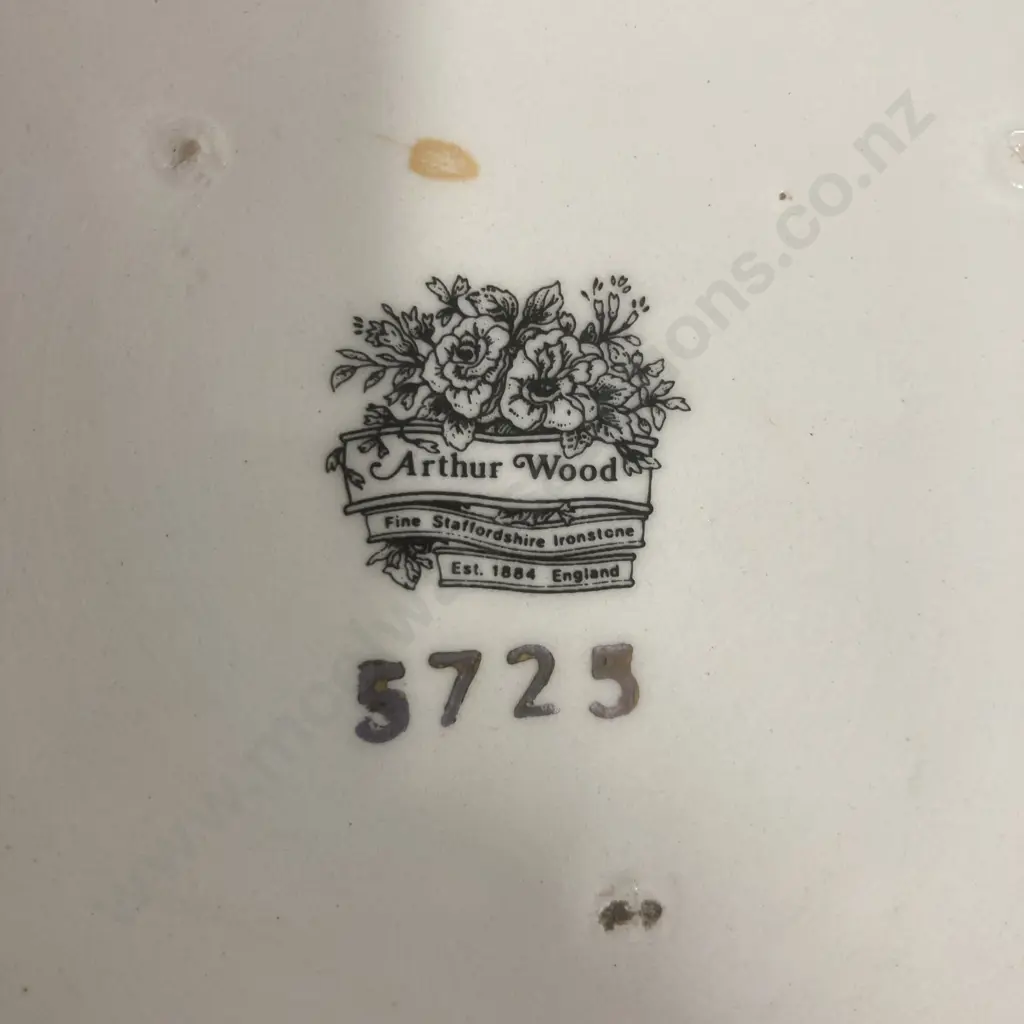 Arthur Wood
Fine Staffordshire Ironstone
Est. 1884 England
5725